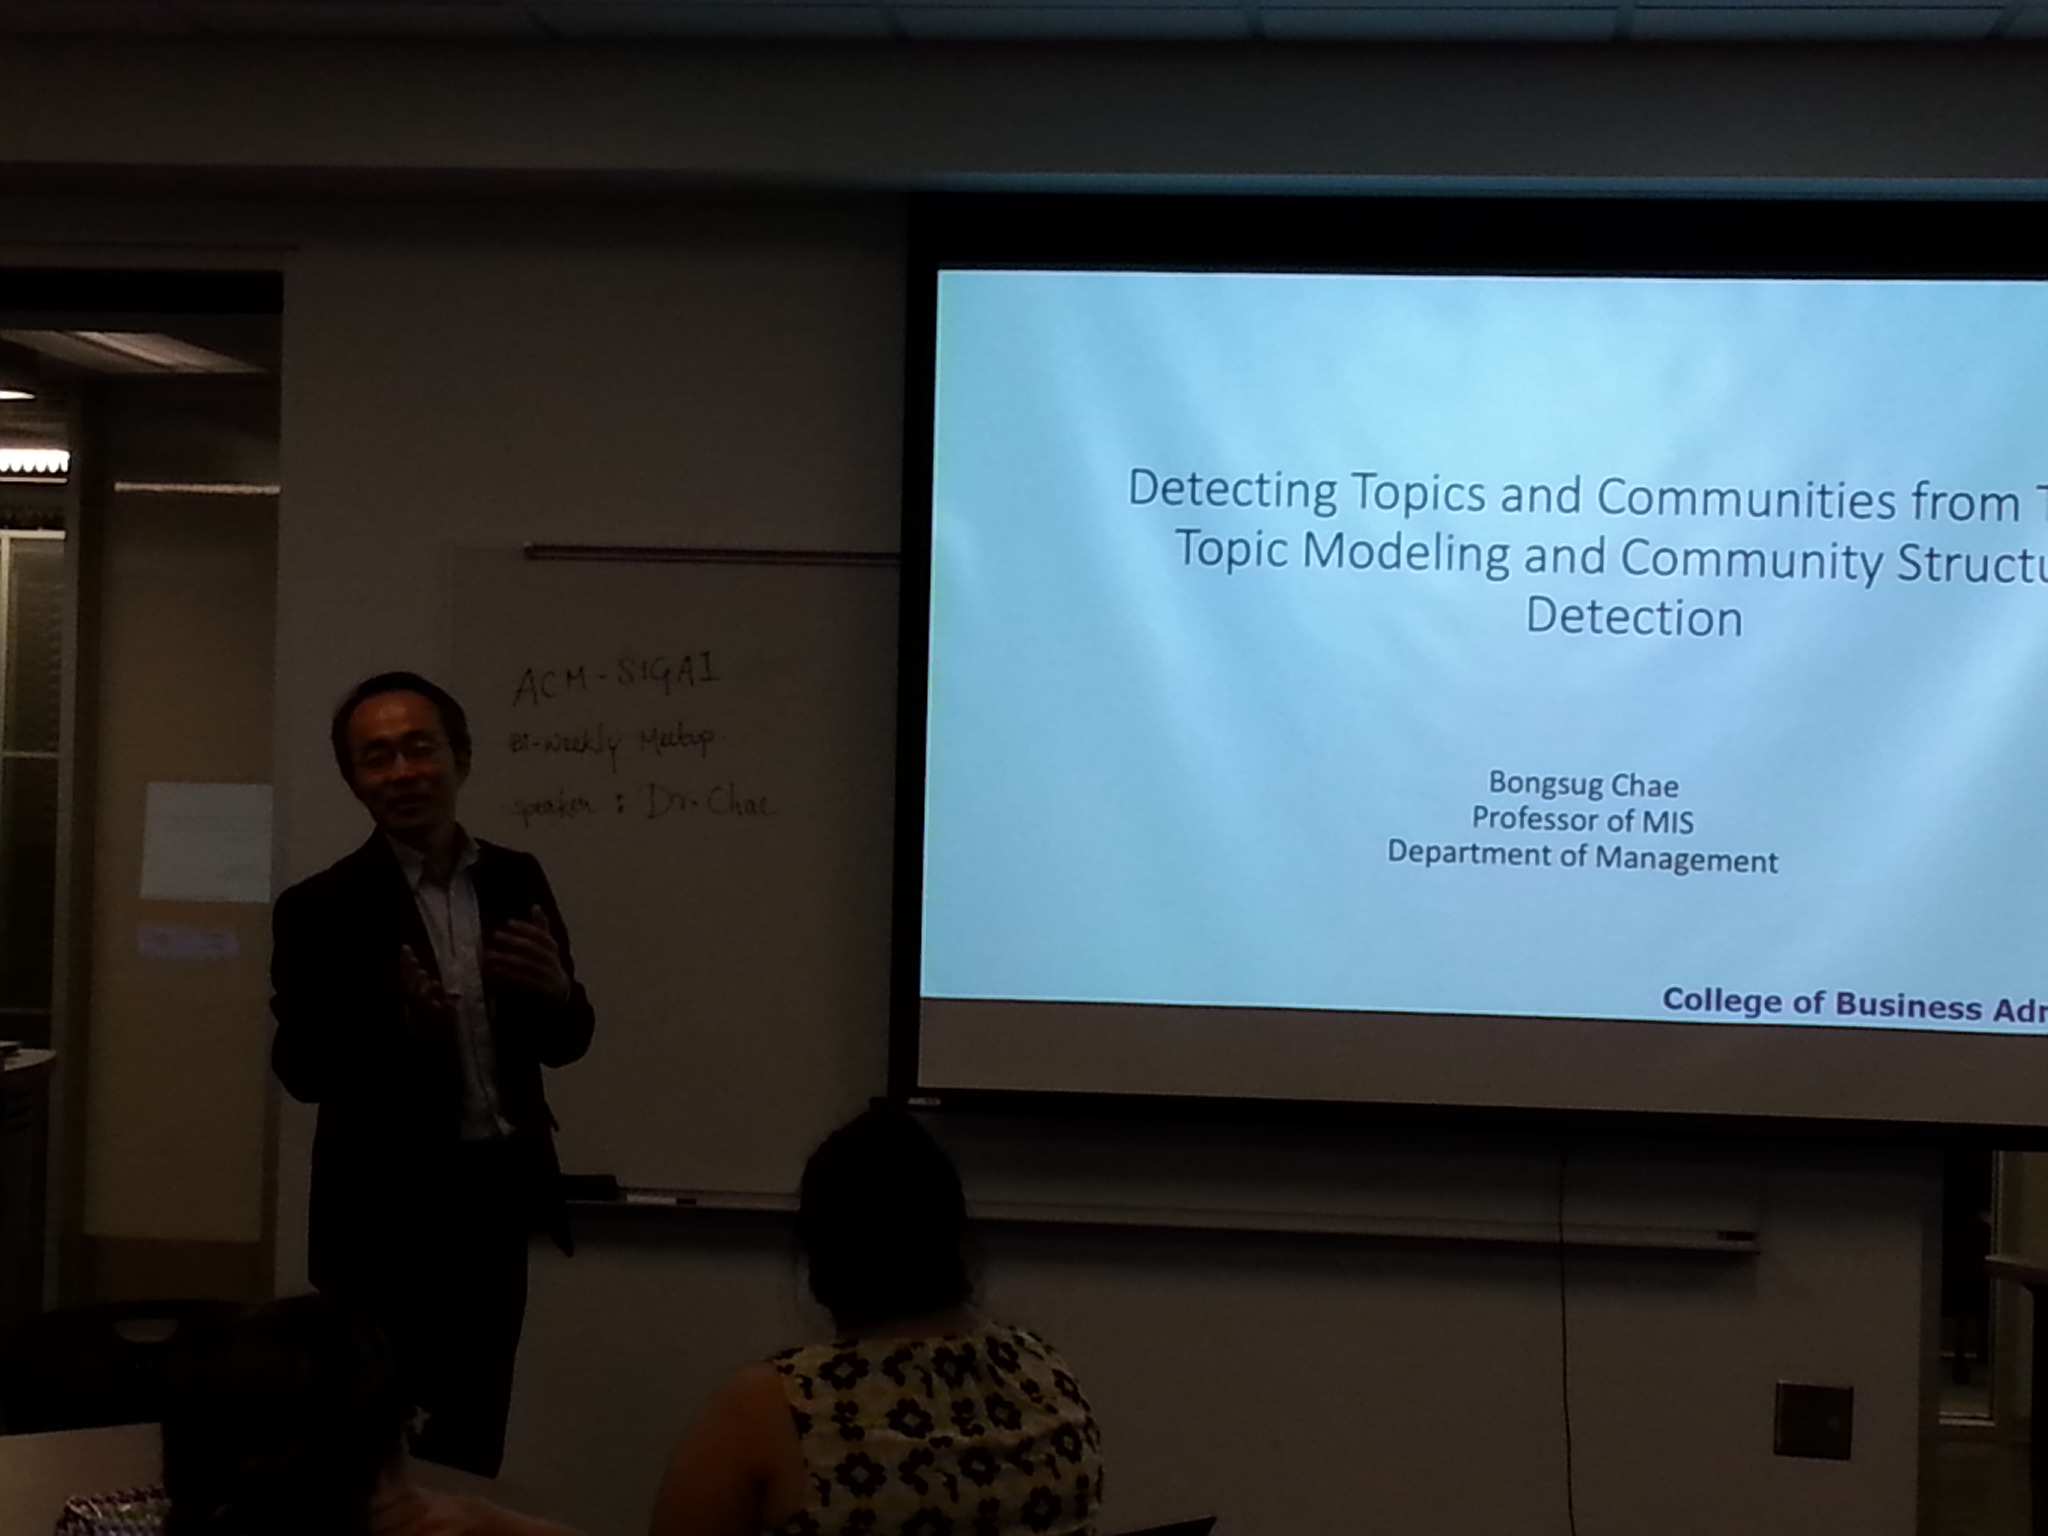 ACM-SIGAI
Bi-Weekly Meetup.
speaker : Dr. Chae
Detecting Topics and Communities from T
Topic Modeling and Community Structu
Detection
Bongsug Chae
Professor of MIS
Department of Management
College of Business Adm